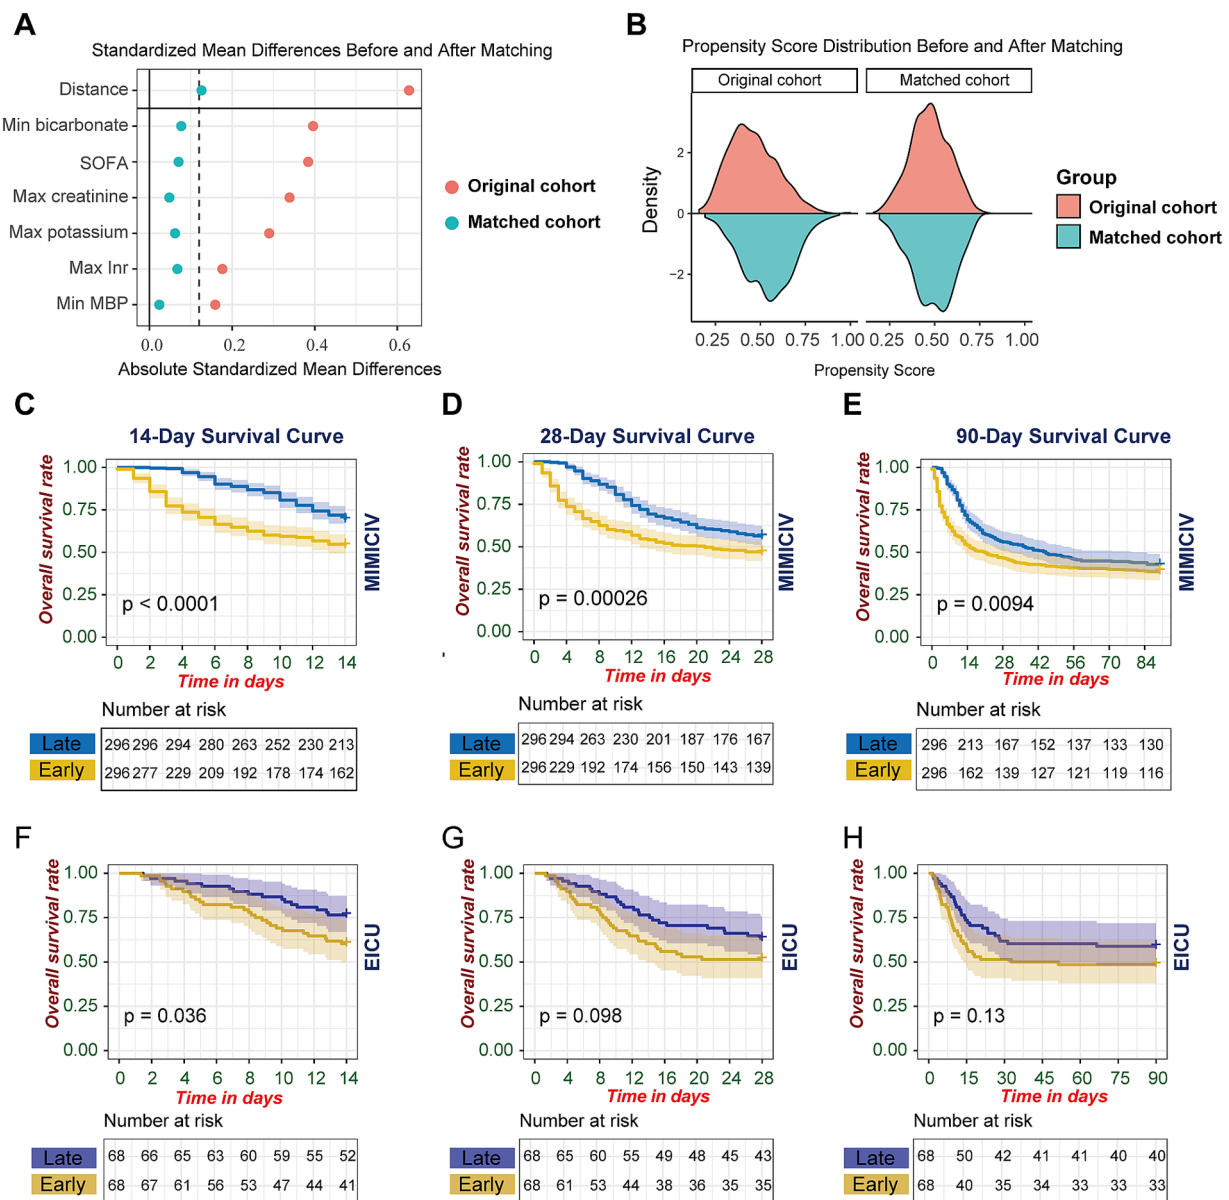 A
Standardized Mean Differences Before and After Matching
Distance
Min bicarbonate
SOFA
Max creatinine
Max potassium
Max Inr
Min MBP
0.0 0.2 0.4 0.6
Absolute Standardized Mean Differences
Original cohort
Matched cohort
B
Propensity Score Distribution Before and After Matching
Original cohort Matched cohort
Density
2
0
−2
0.25 0.50 0.75 1.00 0.25 0.50 0.75 1.00
Propensity Score
Group
Original cohort
Matched cohort
C
14-Day Survival Curve
Overall survival rate
1.00
0.75
0.50
0.25
0.00
p < 0.0001
MIMICIV
0 2 4 6 8 10 12 14
Time in days
Number at risk
Late 296 296 294 280 263 252 230 213
Early 296 277 229 209 192 178 174 162
D
28-Day Survival Curve
Overall survival rate
1.00
0.75
0.50
0.25
0.00
p = 0.00026
MIMICIV
0 4 8 12 16 20 24 28
Time in days
Number at risk
Late 296 294 263 230 201 187 176 167
Early 296 229 192 174 156 150 143 139
E
90-Day Survival Curve
Overall survival rate
1.00
0.75
0.50
0.25
0.00
p = 0.0094
MIMICIV
0 14 28 42 56 70 84
Time in days
Number at risk
Late 296 213 167 152 137 133 130
Early 296 162 139 127 121 119 116
F
Overall survival rate
1.00
0.75
0.50
0.25
0.00
p = 0.036
EICU
0 2 4 6 8 10 12 14
Time in days
Number at risk
Late 68 66 65 63 60 59 55 52
Early 68 67 61 56 53 47 44 41
G
Overall survival rate
1.00
0.75
0.50
0.25
0.00
p = 0.098
EICU
0 4 8 12 16 20 24 28
Time in days
Number at risk
Late 68 65 60 55 49 48 45 43
Early 68 61 53 44 38 36 35 35
H
Overall survival rate
1.00
0.75
0.50
0.25
0.00
p = 0.13
EICU
0 15 30 45 60 75 90
Time in days
Number at risk
Late 68 50 42 41 41 40 40
Early 68 40 35 34 33 33 33